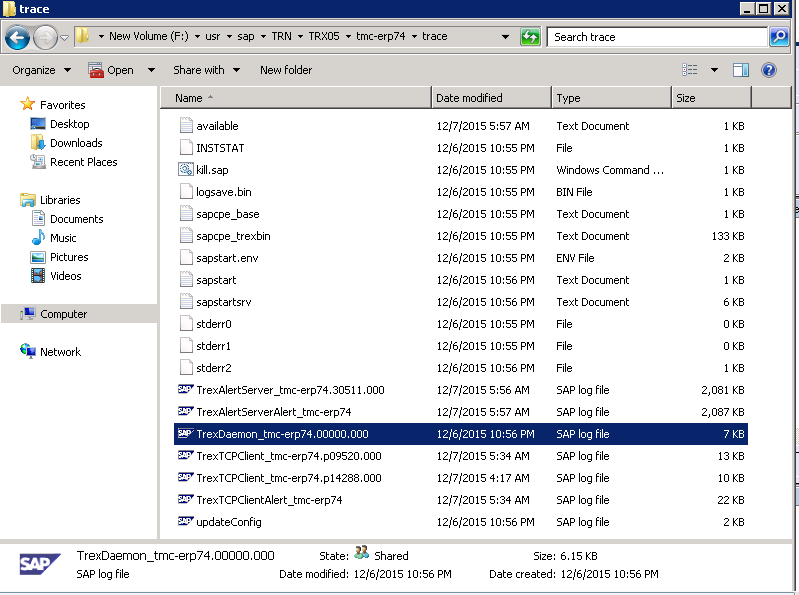 trace
New Volume (F:) usr sap TRN TRX05 tmc-erp74 trace Search trace
Organize Open Share with New folder
Favorites
Desktop
Downloads
Recent Places
Libraries
Documents
Music
Pictures
Videos
Computer
Network
Name Date modified Type Size
available 12/7/2015 5:57 AM Text Document 1 KB
INSTSTAT 12/6/2015 10:55 PM File 1 KB
kill.sap 12/6/2015 10:55 PM Windows Command ... 1 KB
logsave.bin 12/6/2015 10:55 PM BIN File 1 KB
sapcpe_base 12/6/2015 10:55 PM Text Document 1 KB
sapcpe_trexbin 12/6/2015 10:55 PM Text Document 133 KB
sapstart.env 12/6/2015 10:55 PM ENV File 2 KB
sapstart 12/6/2015 10:56 PM Text Document 1 KB
sapstartsrv 12/6/2015 10:56 PM Text Document 6 KB
stderr0 12/6/2015 10:55 PM File 0 KB
stderr1 12/6/2015 10:55 PM File 0 KB
stderr2 12/6/2015 10:56 PM File 1 KB
SAP TrexAlertServer_tmc-erp74.30511.000 12/7/2015 5:56 AM SAP log file 2,081 KB
SAP TrexAlertServerAlert_tmc-erp74 12/7/2015 5:57 AM SAP log file 2,087 KB
SAP TrexDaemon_tmc-erp74.00000.000 12/6/2015 10:56 PM SAP log file 7 KB
SAP TrexTCPClient_tmc-erp74.p09520.000 12/7/2015 5:34 AM SAP log file 13 KB
SAP TrexTCPClient_tmc-erp74.p14288.000 12/7/2015 4:17 AM SAP log file 10 KB
SAP TrexTCPClientAlert_tmc-erp74 12/7/2015 5:34 AM SAP log file 22 KB
SAP updateConfig 12/6/2015 10:56 PM SAP log file 2 KB
SAP TrexDaemon_tmc-erp74.00000.000 State: Shared Size: 6.15 KB
SAP log file Date modified: 12/6/2015 10:56 PM Date created: 12/6/2015 10:56 PM